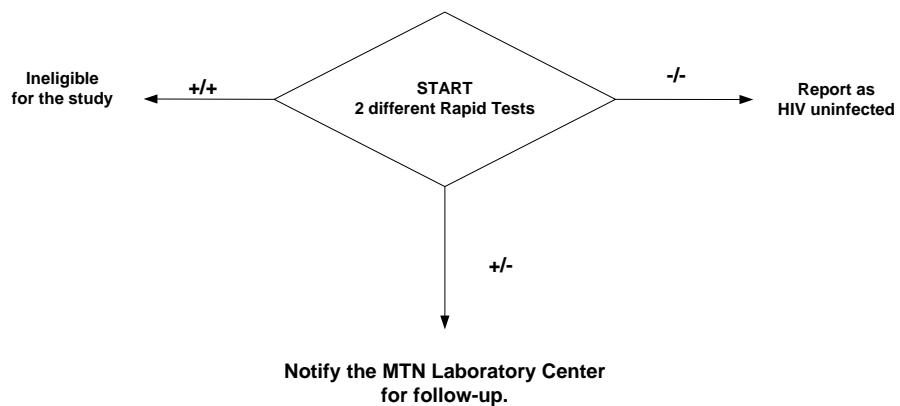 START
2 different Rapid Tests
+/+
Ineligible
for the study
-/-
Report as
HIV uninfected
+/-
Notify the MTN Laboratory Center
for follow-up.